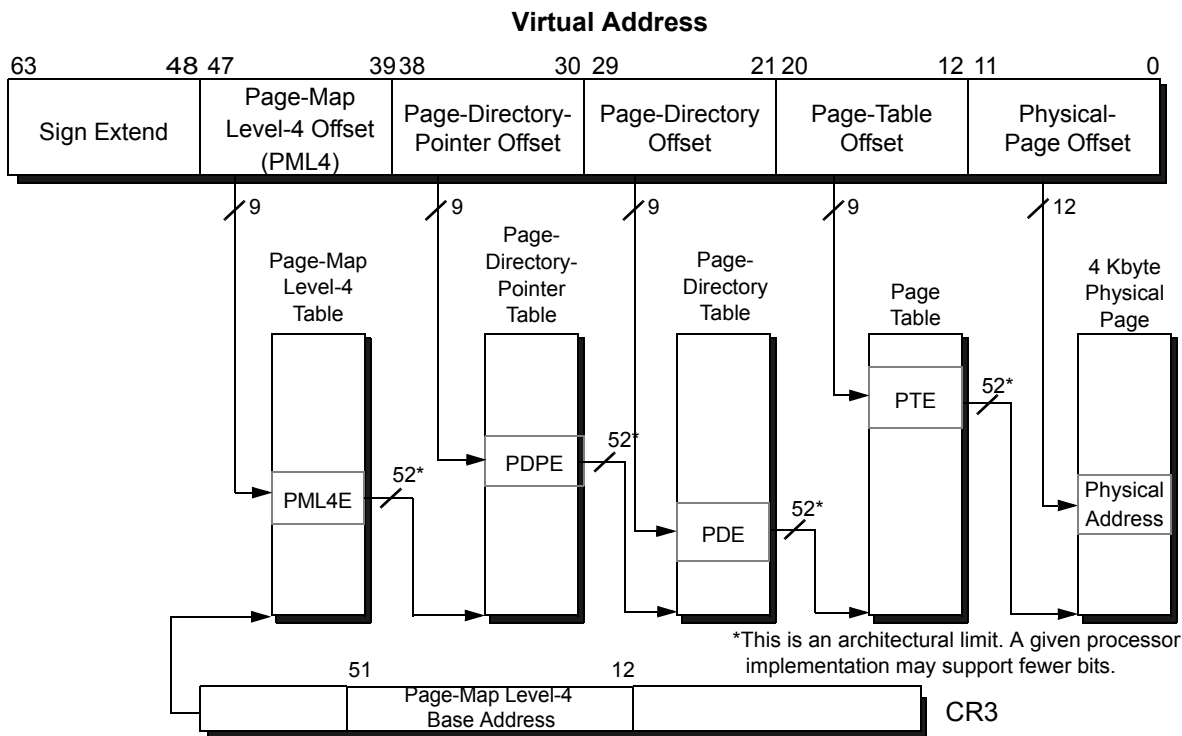 Virtual Address
63 48 47 39 38 30 29 21 20 12 11 0
Sign Extend
Page-Map
Level-4 Offset
(PML4)
Page-Directory-
Pointer Offset
Page-Directory
Offset
Page-Table
Offset
Physical-
Page Offset
9 9 9 9 12
Page-Map
Level-4
Table
Page-
Directory-
Pointer
Table
Page-
Directory
Table
Page
Table
4 Kbyte
Physical
Page
PML4E
52*
PDPE
52*
PDE
52*
PTE
52*
Physical
Address
*This is an architectural limit. A given processor
implementation may support fewer bits.
51 12
Page-Map Level-4
Base Address
CR3